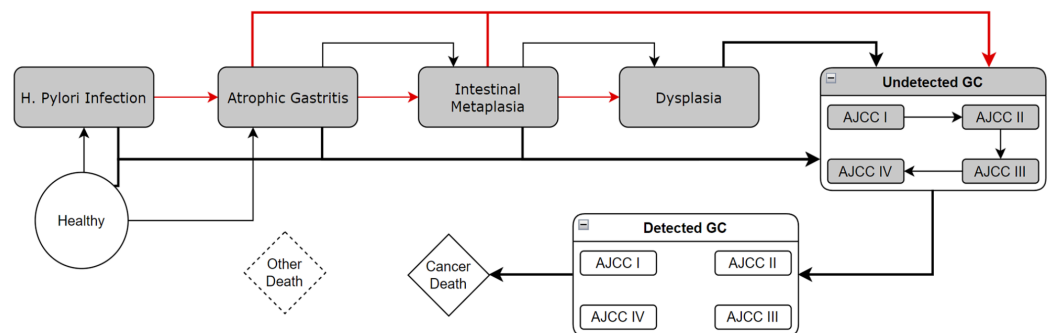 H. Pylori Infection
Atrophic Gastritis
Intestinal
Metaplasia
Dysplasia
Undetected GC
AJCC I
AJCC II
AJCC IV
AJCC III
Healthy
Other
Death
Cancer
Death
Detected GC
AJCC I
AJCC II
AJCC IV
AJCC III